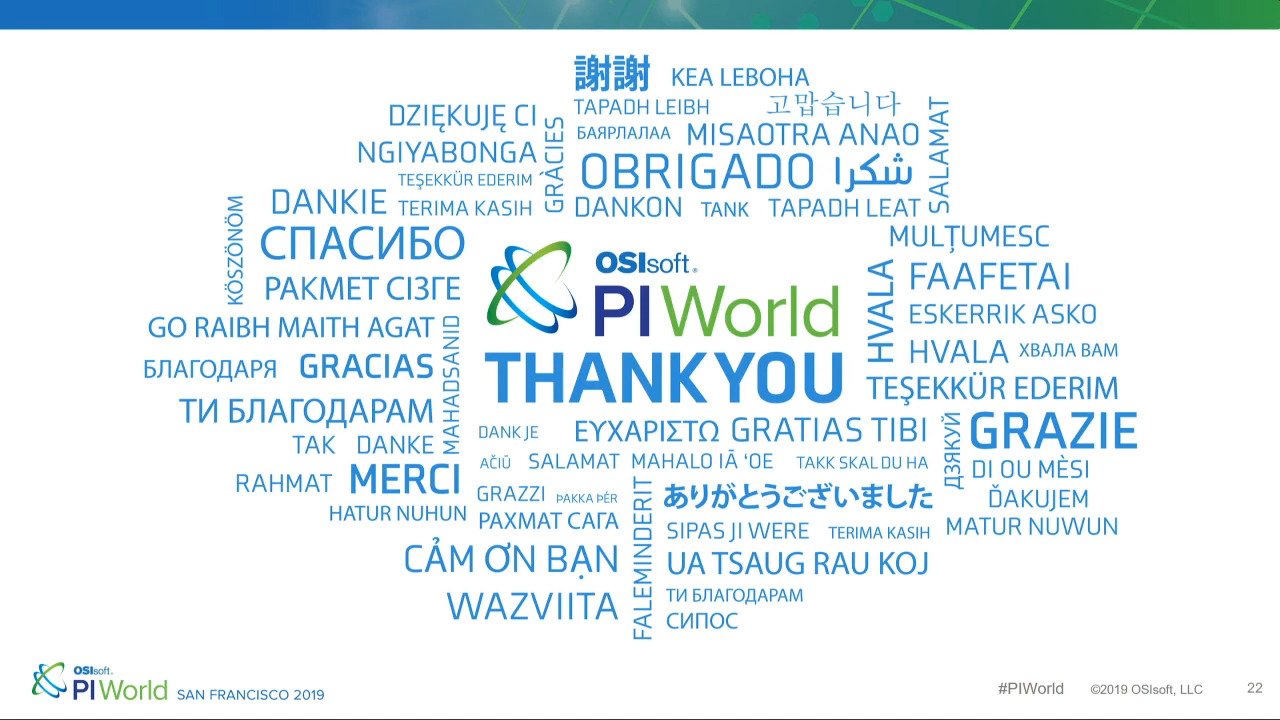 謝謝 KEA LEBOHA
DZIĘKUJĘ CI
TAPADH LEIBH 고맙습니다
GRÀCIES
БАЯРЛАЛАА MISAOTRA ANAO
SALAMAT
NGIYABONGA
OBRIGADO شكرا
TEŞEKKÜR EDERIM
DANKIE TERIMA KASIH
DANKON TANK TAPADH LEAT
KÖSZÖNÖM
СПАСИБО
MULȚUMESC
OSIsoft.
PI World
РАКМЕТ СІЗГЕ
HVALA
FAAFETAI
ESKERRIK ASKO
GO RAIBH MAITH AGAT
MAHADSANID
HVALA ХВАЛА ВАМ
БЛАГОДАРЯ GRACIAS
THANK YOU
TEŞEKKÜR EDERIM
ТИ БЛАГОДАРАМ
DANK JE ΕΥΧΑΡΙΣΤΩ GRATIAS TIBI
ДЗЯКУЙ
GRAZIE
TAK DANKE
AČIŪ SALAMAT MAHALO IĀ ‘OE TAKK SKAL DU HA
DI OU MÈSI
RAHMAT MERCI
GRAZZI ÞAKKA ÞÉR
FALEMINDERIT
ありがとうございました
ĎAKUJEM
HATUR NUHUN
РАХМАТ САГА
SIPAS JI WERE TERIMA KASIH
MATUR NUWUN
CẢM ƠN BẠN
UA TSAUG RAU KOJ
WAZVIITA
ТИ БЛАГОДАРАМ
СИПОС
OSIsoft.
PI World SAN FRANCISCO 2019
#PIWorld ©2019 OSIsoft, LLC 22